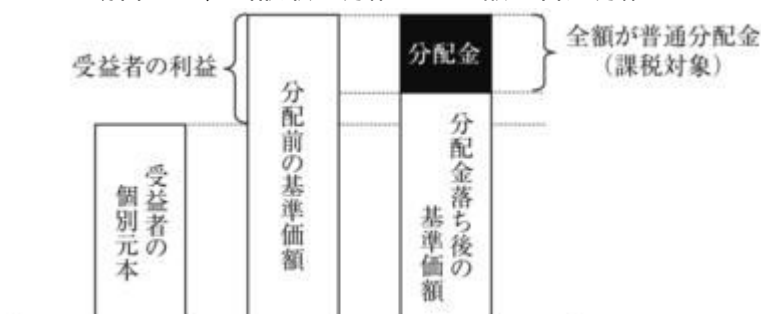 受益者の利益
分配金
全額が普通分配金
(課税対象)
受益者の
個別元本
分配前の基準価額
分配金落ち後の
基準価額